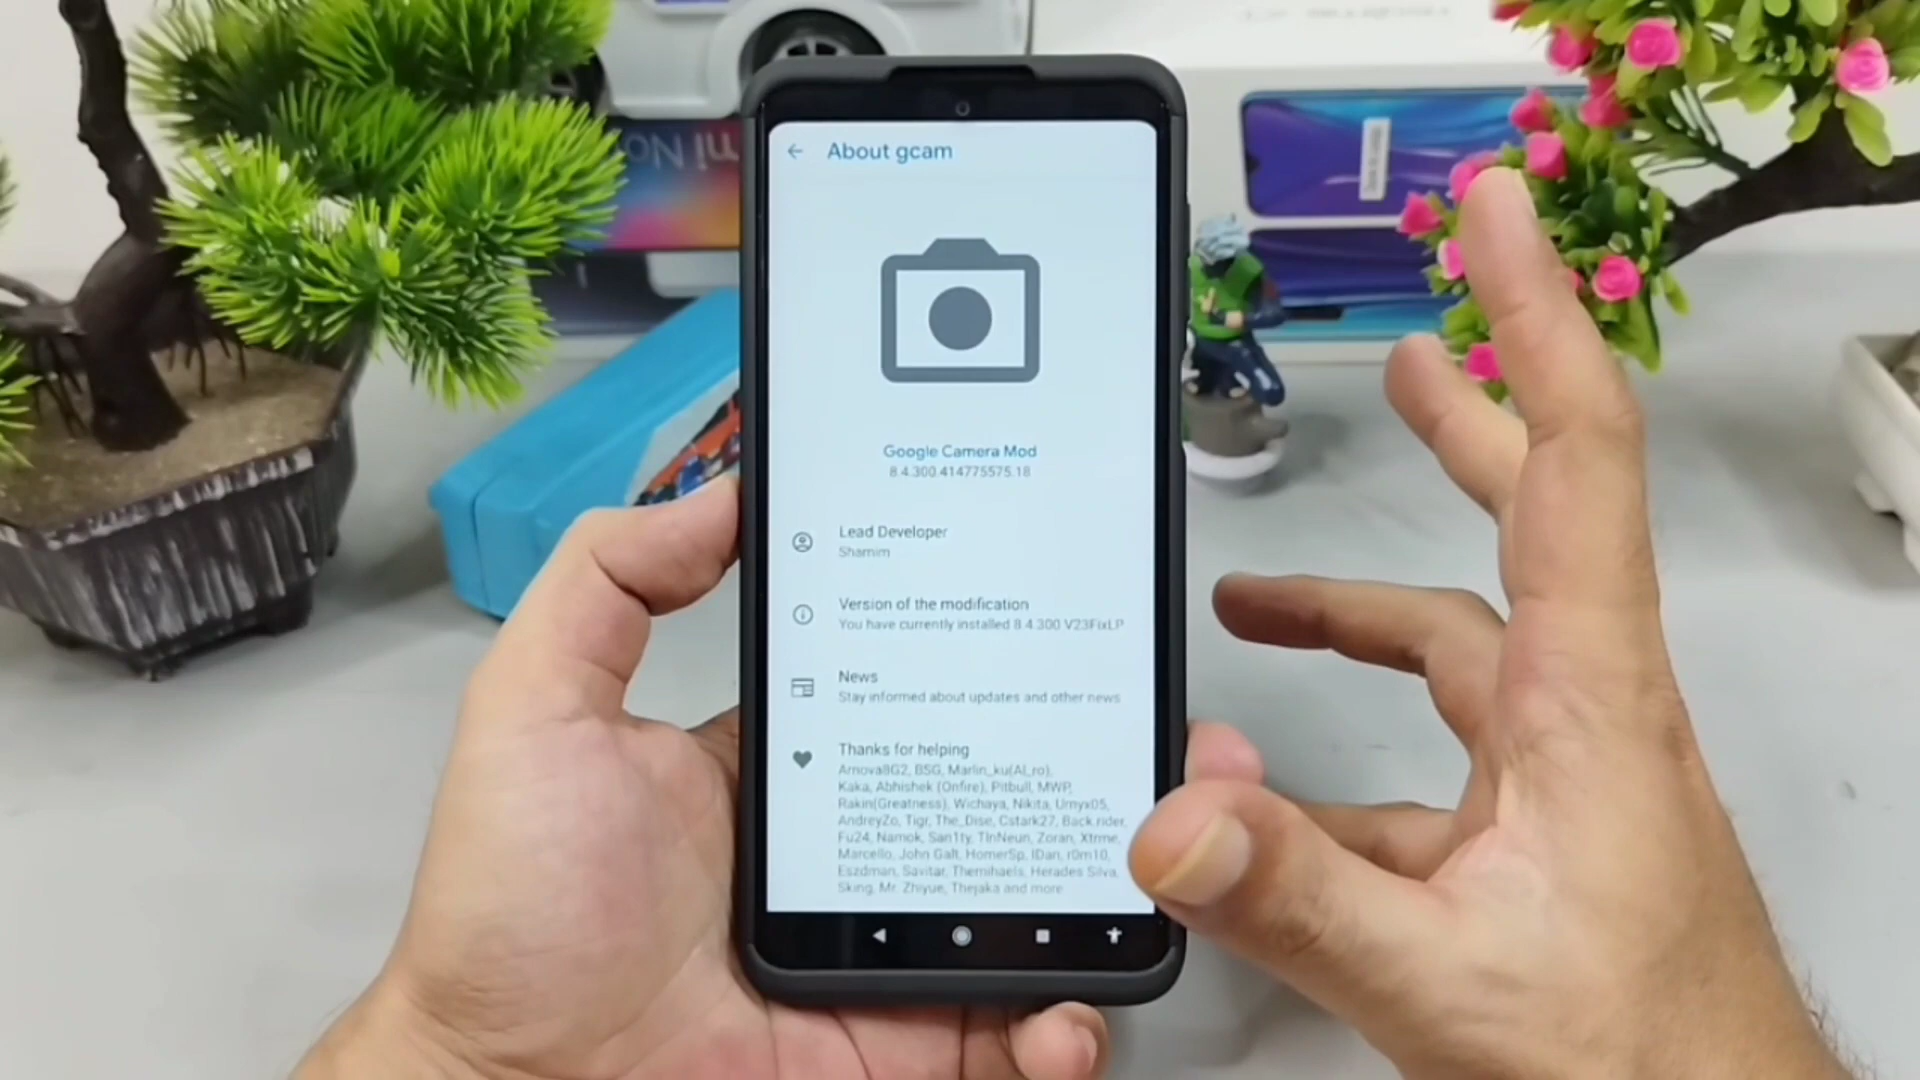 About gcam
Google Camera Mod
8.4.300.414775575.18
Lead Developer
Shamim
Version of the modification
You have currently installed 8.4.300 V23FixLP
News
Stay informed about updates and other news
Thanks for helping
Arnova8G2, BSG, Marlin_ku(Al_ro),
Kaka, Abhishek (Onfire), Pitbull, MWP,
Rakin(Greatness), Wichaya, Nikita, Urnyx05,
AndreyZo, Tigr, The_Dise, Cstark27, Back.rider,
Fu24, Namok, San1ty, TlnNeun, Zoran, Xtrme,
Marcello, John Galt, HomerSp, IDan, r0m10,
Eszdman, Savitar, Themihaels, Herades Silva,
Sking, Mr. Zhiyue, Thejaka and more
mi No